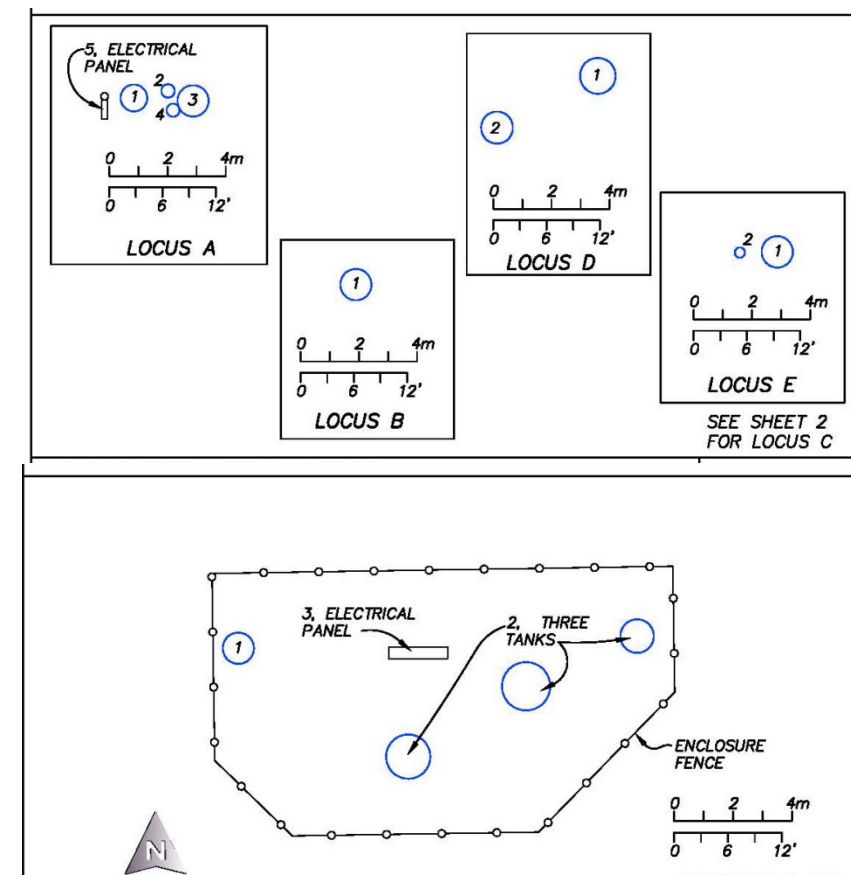 5, ELECTRICAL
PANEL
1
2
3
4
0 2 4m
0 6 12'
LOCUS A
1
0 2 4m
0 6 12'
LOCUS B
1
2
0 2 4m
0 6 12'
LOCUS D
2
1
0 2 4m
0 6 12'
LOCUS E
SEE SHEET 2
FOR LOCUS C
1
3, ELECTRICAL
PANEL
2, THREE
TANKS
ENCLOSURE
FENCE
N
0 2 4m
0 6 12'